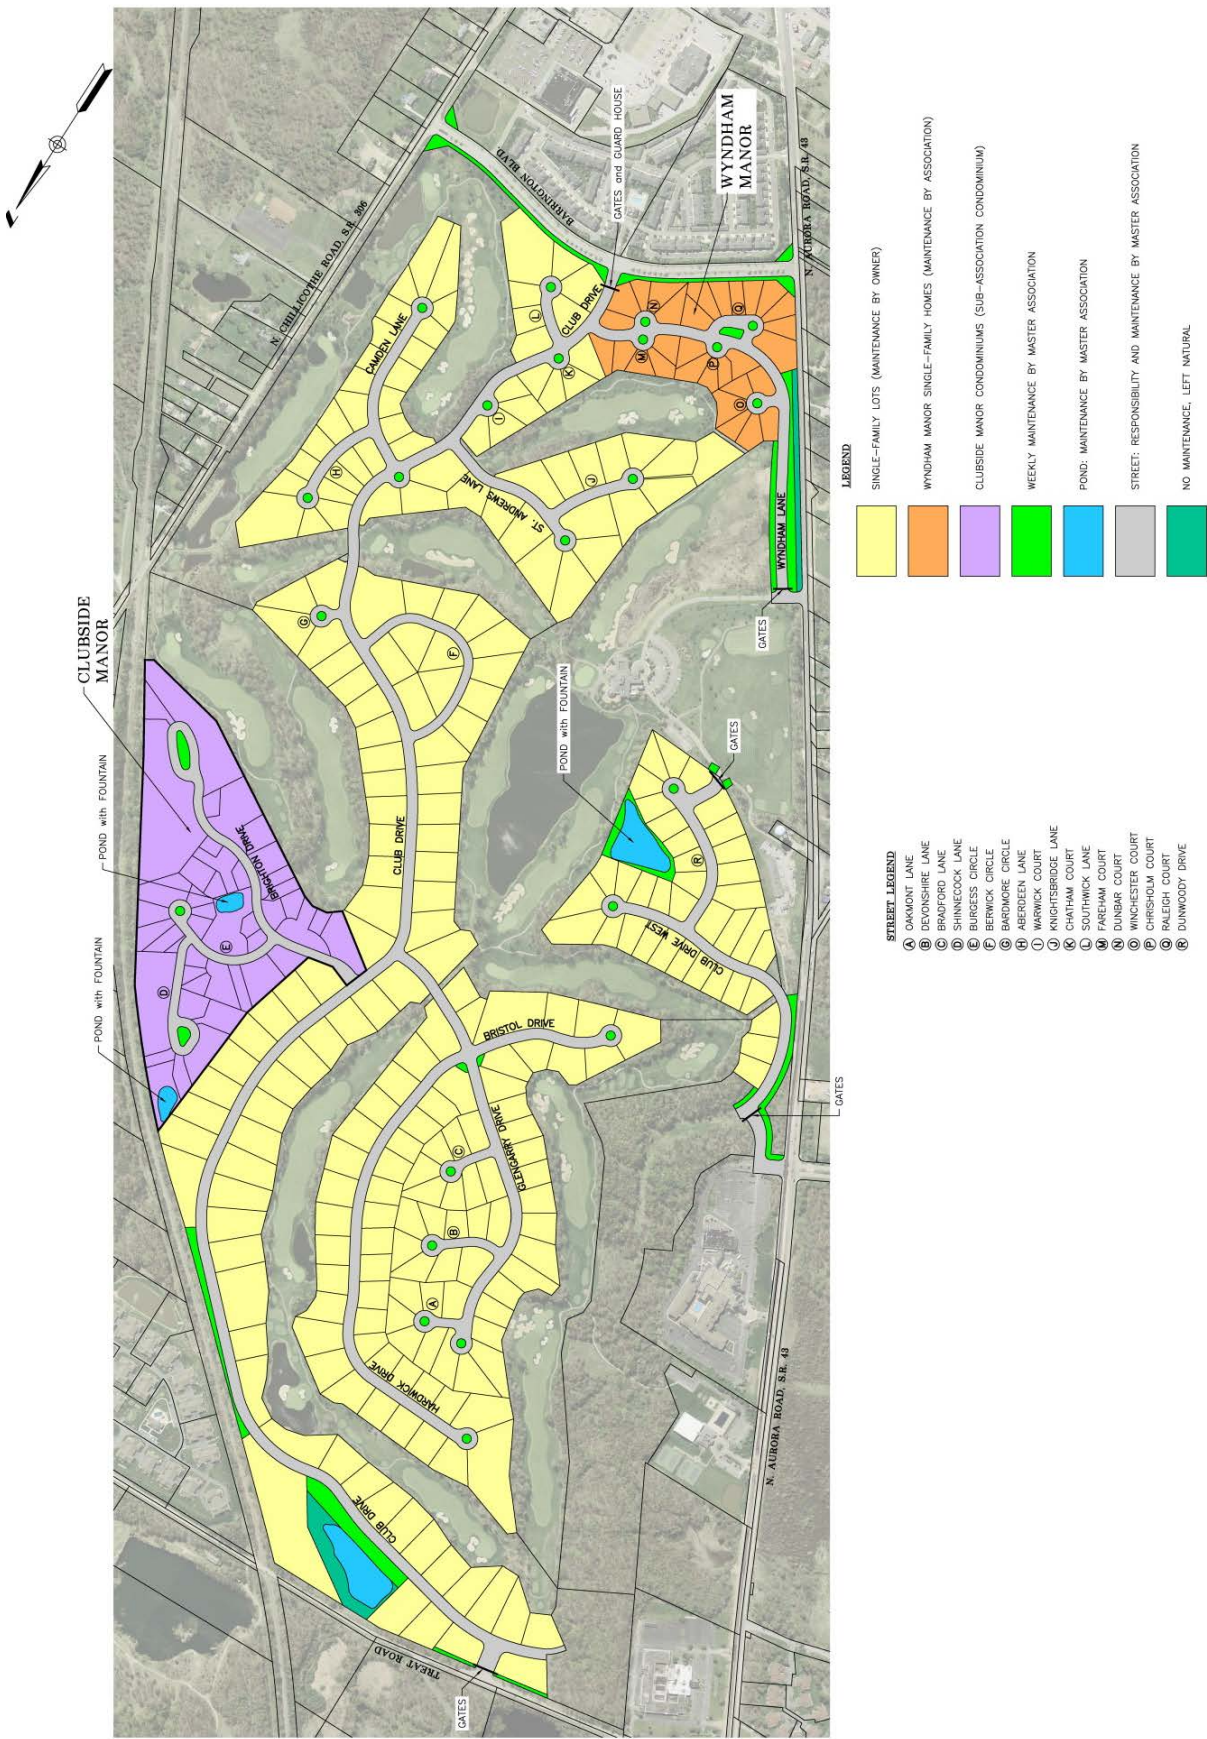 N. CHILLICOTHE ROAD, S.R. 306
BARRINGTON BLVD.
GATES and GUARD HOUSE
WYNDHAM
MANOR
N. AURORA ROAD, S.R. 43
CAMDEN LANE
CLUB DRIVE
L
K
I
H
N
M
P
Q
O
J
ST. ANDREWS LANE
WYNDHAM LANE
GATES
G
F
CLUBSIDE
MANOR
POND with FOUNTAIN
POND with FOUNTAIN
POND with FOUNTAIN
GATES
BRIGHTON DRIVE
CLUB DRIVE
E
D
R
CLUB DRIVE WEST
BRISTOL DRIVE
GLENGARRY DRIVE
C
B
A
GATES
HARDWICK DRIVE
CLUB DRIVE
N. AURORA ROAD, S.R. 43
TREAT ROAD
GATES
LEGEND
SINGLE-FAMILY LOTS (MAINTENANCE BY OWNER)
WYNDHAM MANOR SINGLE-FAMILY HOMES (MAINTENANCE BY ASSOCIATION)
CLUBSIDE MANOR CONDOMINIUMS (SUB-ASSOCIATION CONDOMINIUM)
WEEKLY MAINTENANCE BY MASTER ASSOCIATION
POND: MAINTENANCE BY MASTER ASSOCIATION
STREET: RESPONSIBILITY AND MAINTENANCE BY MASTER ASSOCIATION
NO MAINTENANCE, LEFT NATURAL
STREET LEGEND
A OAKMONT LANE
B DEVONSHIRE LANE
C BRADFORD LANE
D SHINNECOCK LANE
E BURGESS CIRCLE
F BERWICK CIRCLE
G BARDMORE CIRCLE
H ABERDEEN LANE
I WARWICK COURT
J KNIGHTSBRIDGE LANE
K CHATHAM COURT
L SOUTHWICK LANE
M FAREHAM COURT
N DUNBAR COURT
O WINCHESTER COURT
P CHRISHOLM COURT
Q RALEIGH COURT
R DUNWOODY DRIVE